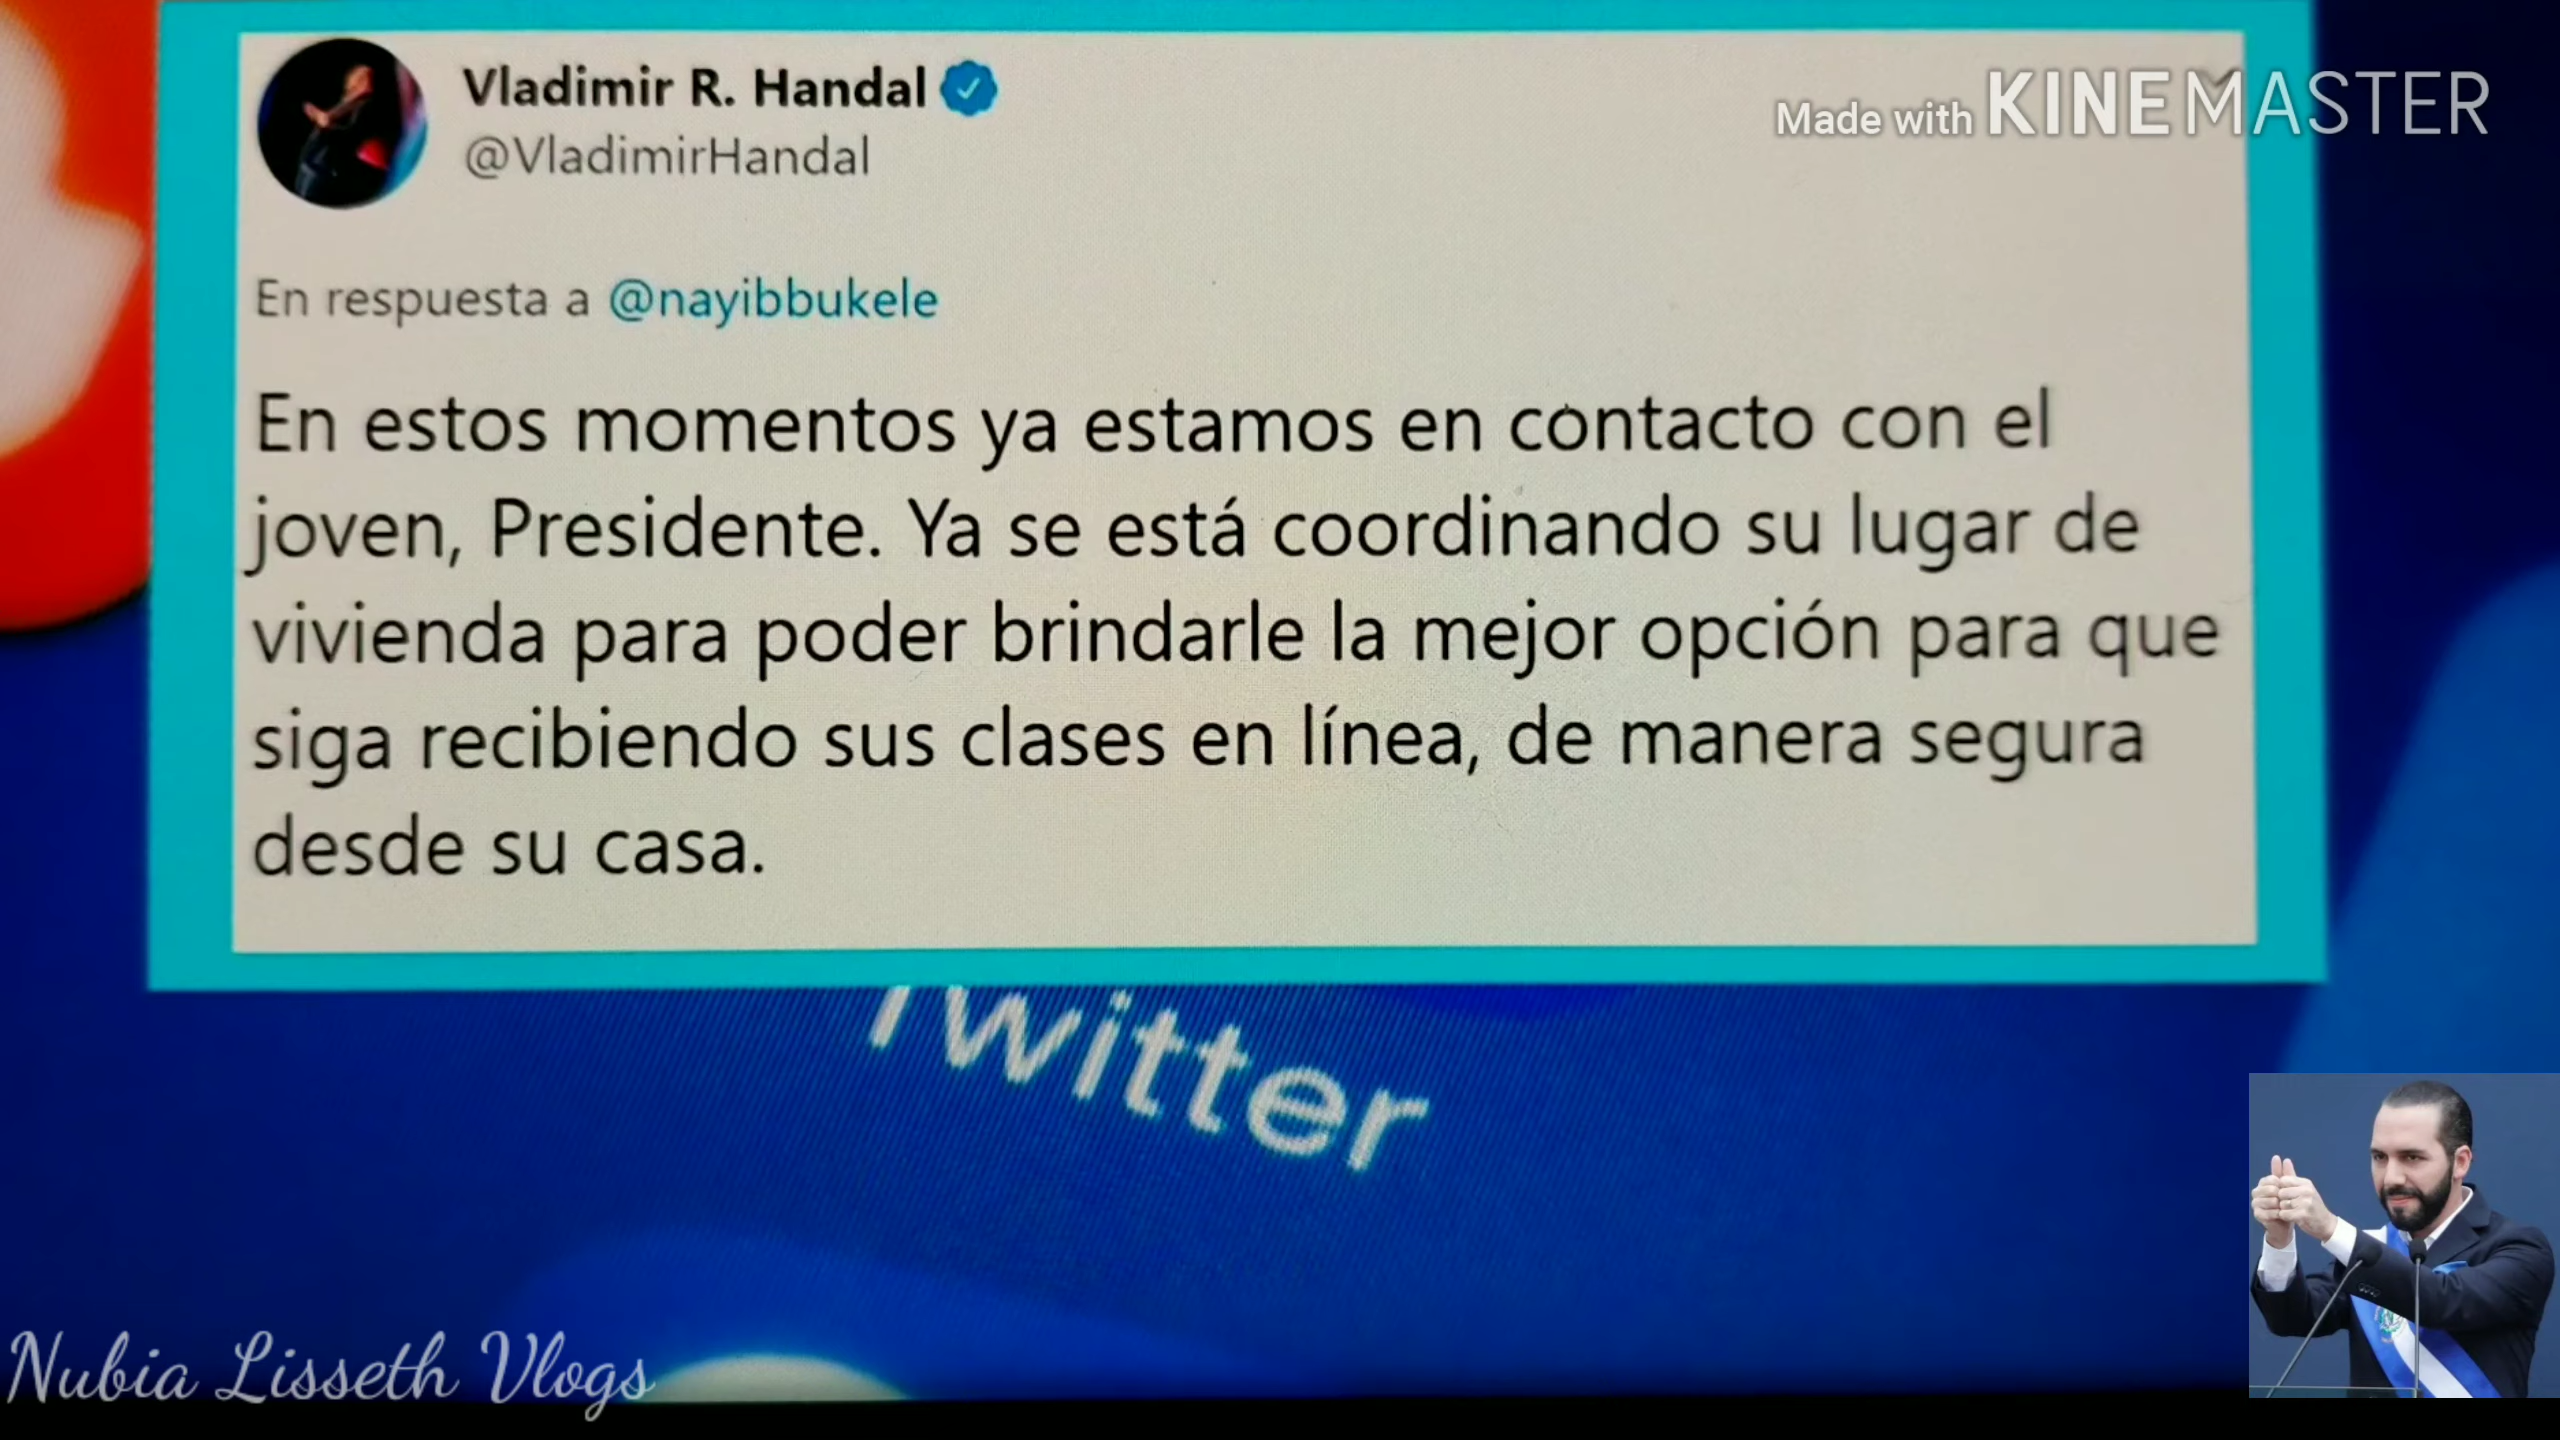 Vladimir R. Handal
@VladimirHandal
Made with KINEMASTER
En respuesta a @nayibbukele
En estos momentos ya estamos en contacto con el
joven, Presidente. Ya se está coordinando su lugar de
vivienda para poder brindarle la mejor opción para que
siga recibiendo sus clases en línea, de manera segura
desde su casa.
Twitter
Nubia Lisseth Vlogs